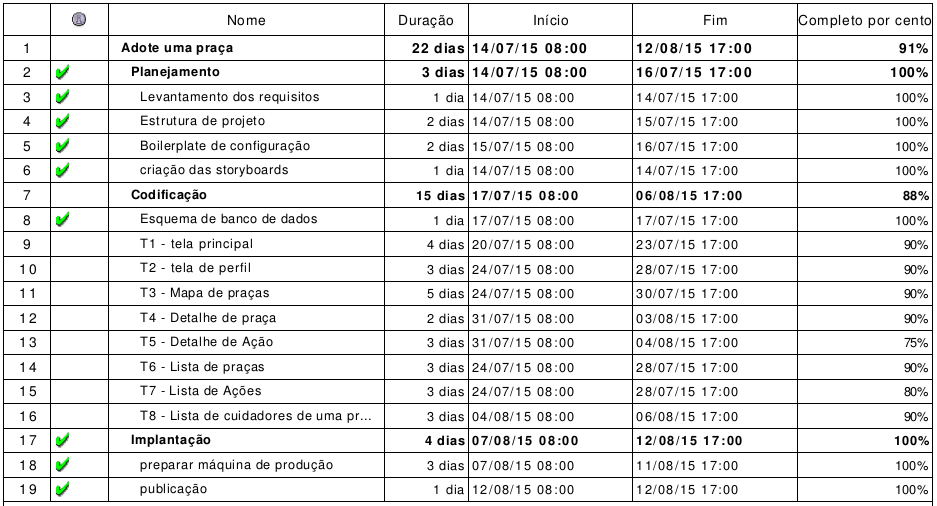 Nome Duração Início Fim Completo por cento
1 Adote uma praça 22 dias 14/07/15 08:00 12/08/15 17:00 91%
2 Planejamento 3 dias 14/07/15 08:00 16/07/15 17:00 100%
3 Levantamento dos requisitos 1 dia 14/07/15 08:00 14/07/15 17:00 100%
4 Estrutura de projeto 2 dias 14/07/15 08:00 15/07/15 17:00 100%
5 Boilerplate de configuração 2 dias 15/07/15 08:00 16/07/15 17:00 100%
6 criação das storyboards 1 dia 14/07/15 08:00 14/07/15 17:00 100%
7 Codificação 15 dias 17/07/15 08:00 06/08/15 17:00 88%
8 Esquema de banco de dados 1 dia 17/07/15 08:00 17/07/15 17:00 100%
9 T1 - tela principal 4 dias 20/07/15 08:00 23/07/15 17:00 90%
10 T2 - tela de perfil 3 dias 24/07/15 08:00 28/07/15 17:00 90%
11 T3 - Mapa de praças 5 dias 24/07/15 08:00 30/07/15 17:00 90%
12 T4 - Detalhe de praça 2 dias 31/07/15 08:00 03/08/15 17:00 90%
13 T5 - Detalhe de Ação 3 dias 31/07/15 08:00 04/08/15 17:00 75%
14 T6 - Lista de praças 3 dias 24/07/15 08:00 28/07/15 17:00 90%
15 T7 - Lista de Ações 3 dias 24/07/15 08:00 28/07/15 17:00 80%
16 T8 - Lista de cuidadores de uma pr... 3 dias 04/08/15 08:00 06/08/15 17:00 90%
17 Implantação 4 dias 07/08/15 08:00 12/08/15 17:00 100%
18 preparar máquina de produção 3 dias 07/08/15 08:00 11/08/15 17:00 100%
19 publicação 1 dia 12/08/15 08:00 12/08/15 17:00 100%